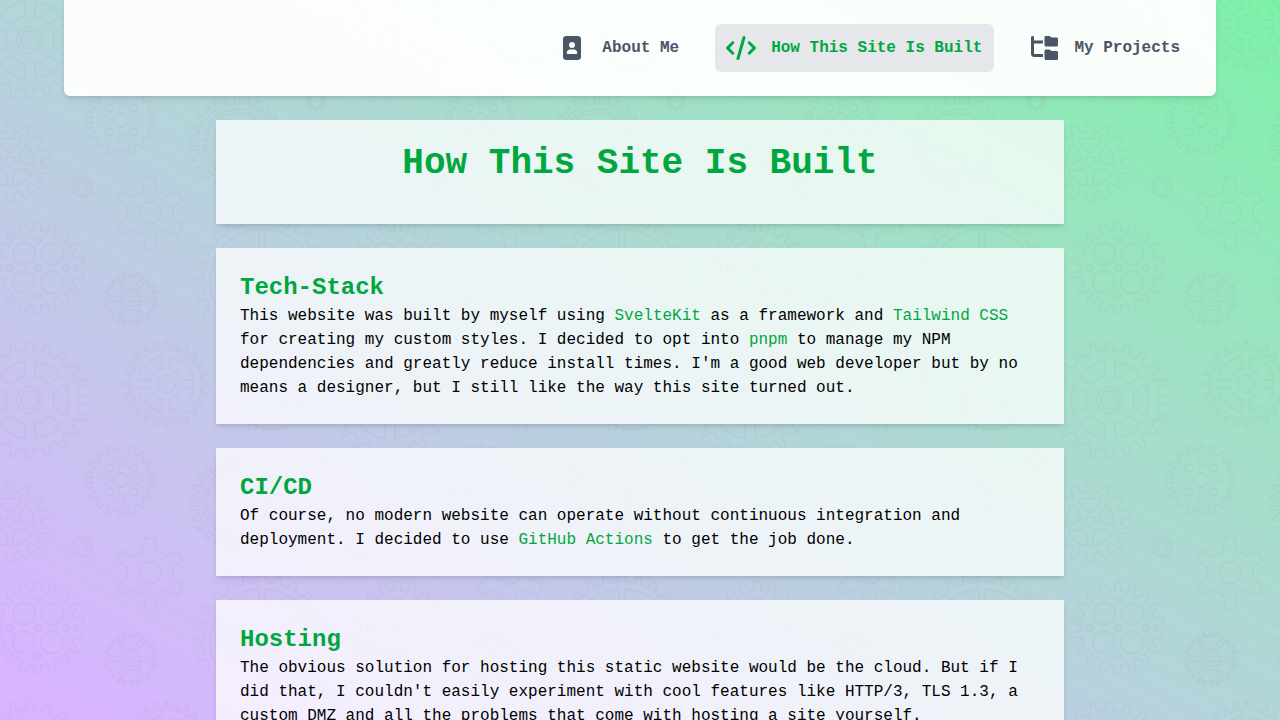 About Me
How This Site Is Built
My Projects
How This Site Is Built
Tech-Stack
This website was built by myself using SvelteKit as a framework and Tailwind CSS
for creating my custom styles. I decided to opt into pnpm to manage my NPM
dependencies and greatly reduce install times. I'm a good web developer but by no
means a designer, but I still like the way this site turned out.
CI/CD
Of course, no modern website can operate without continuous integration and
deployment. I decided to use GitHub Actions to get the job done.
Hosting
The obvious solution for hosting this static website would be the cloud. But if I
did that, I couldn't easily experiment with cool features like HTTP/3, TLS 1.3, a
custom DMZ and all the problems that come with hosting a site yourself.